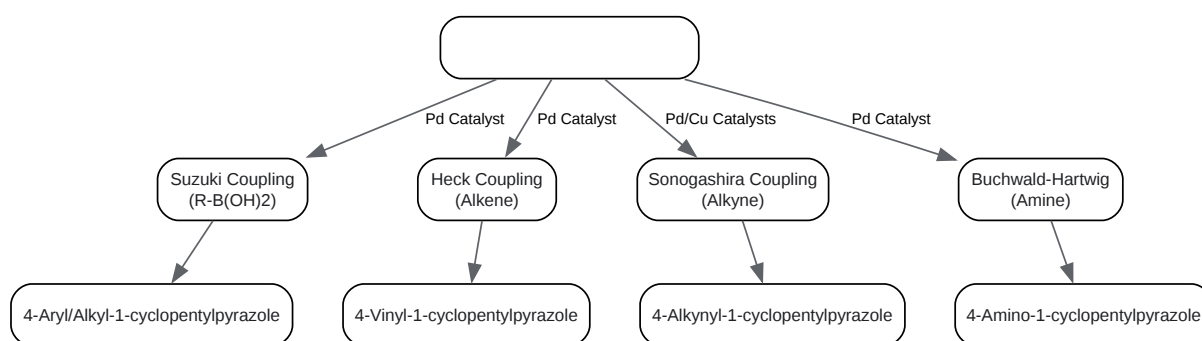 Pd Catalyst
Pd Catalyst
Pd/Cu Catalysts
Pd Catalyst
Suzuki Coupling
(R-B(OH)2)
Heck Coupling
(Alkene)
Sonogashira Coupling
(Alkyne)
Buchwald-Hartwig
(Amine)
4-Aryl/Alkyl-1-cyclopentylpyrazole
4-Vinyl-1-cyclopentylpyrazole
4-Alkynyl-1-cyclopentylpyrazole
4-Amino-1-cyclopentylpyrazole